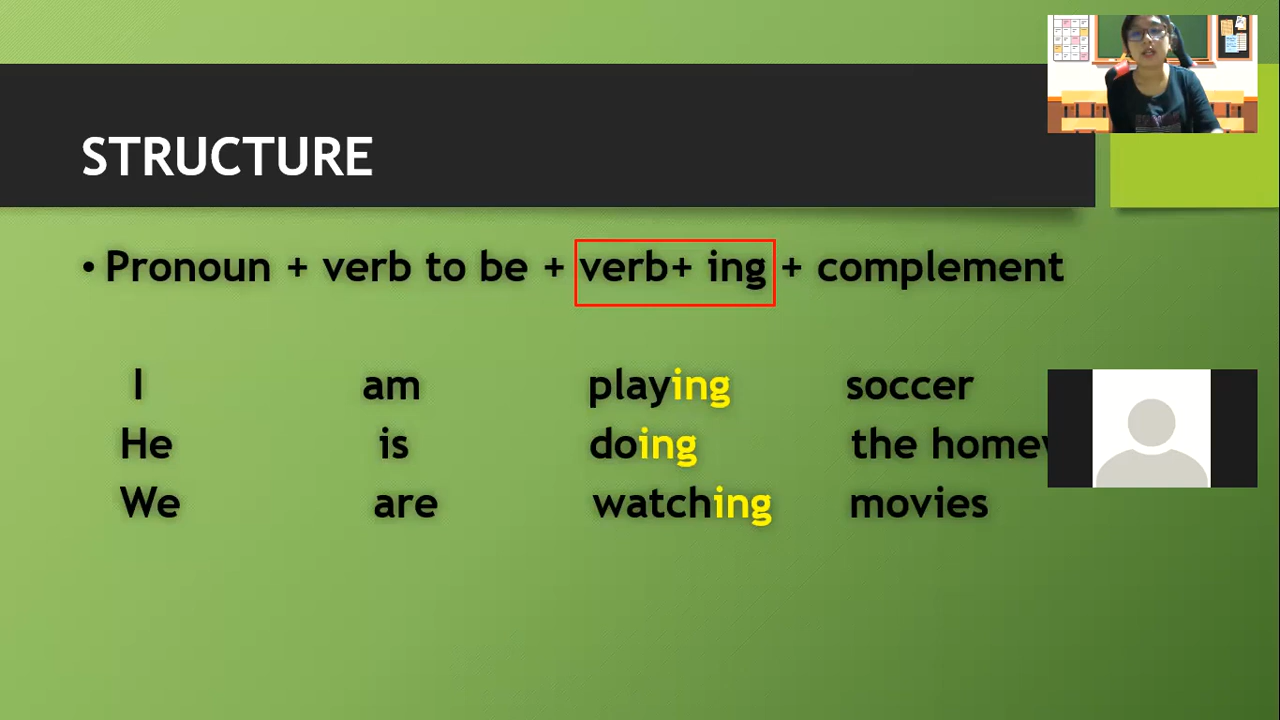 STRUCTURE
• Pronoun + verb to be + verb+ ing + complement
I am playing soccer
He is doing the
We are watching movies